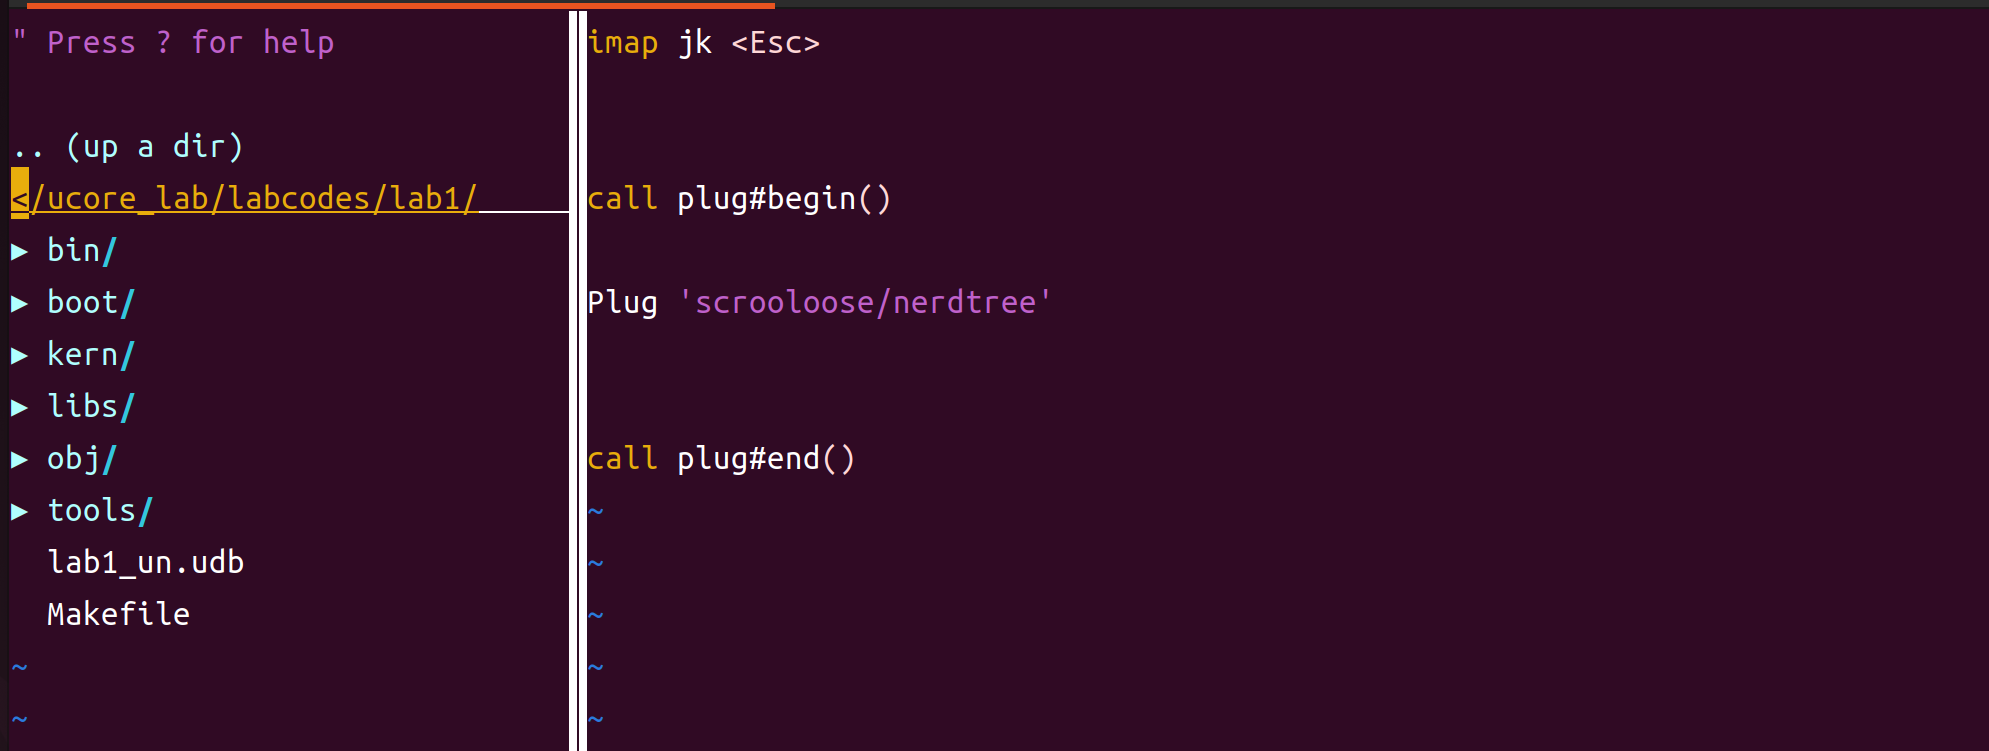 " Press ? for help
.. (up a dir)
</ucore_lab/labcodes/lab1/
▸ bin/
▸ boot/
▸ kern/
▸ libs/
▸ obj/
▸ tools/
lab1_un.udb
Makefile
~
~
imap jk <Esc>
call plug#begin()
Plug 'scrooloose/nerdtree'
call plug#end()
~
~
~
~
~